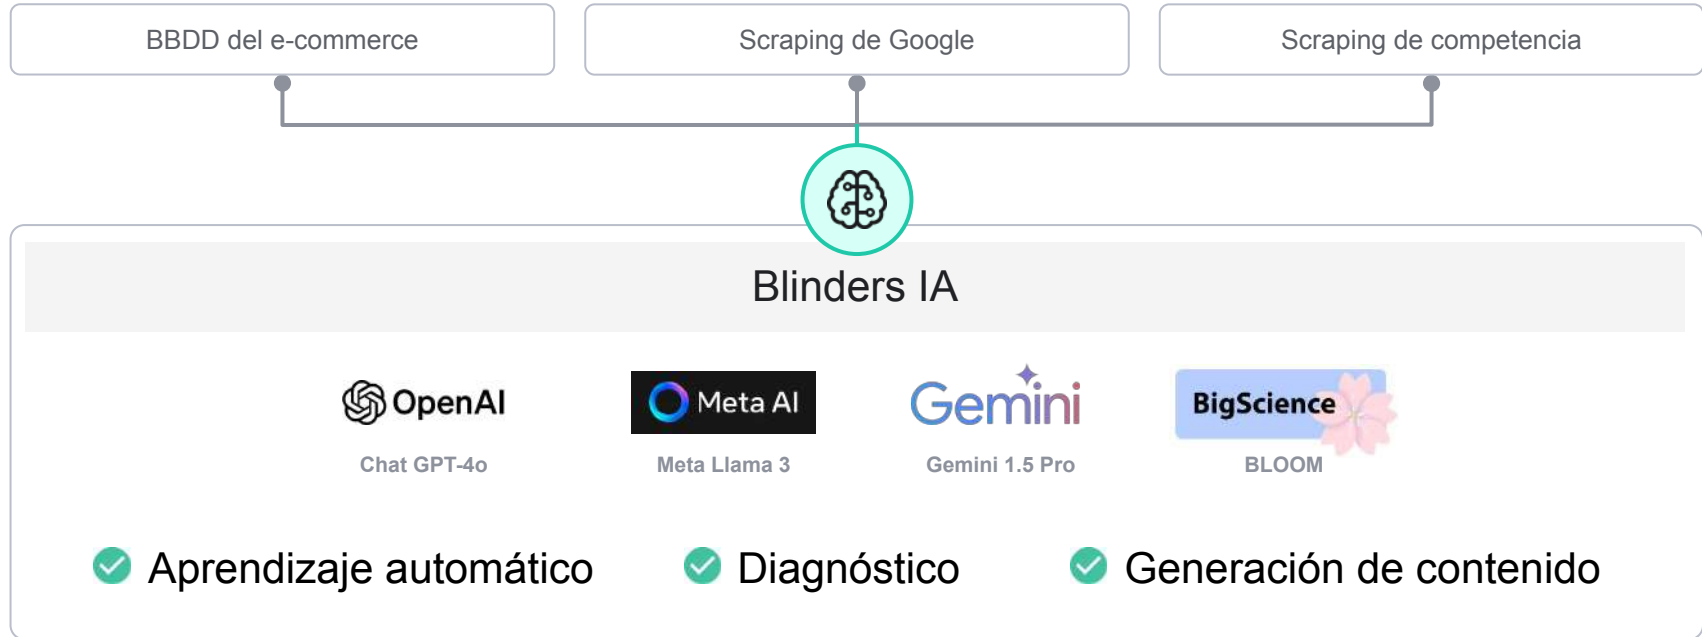 BBDD del e-commerce
Scraping de Google
Scraping de competencia
Blinders IA
OpenAI
Meta AI
Gemini
BigScience
Chat GPT-4o
Meta Llama 3
Gemini 1.5 Pro
BLOOM
Aprendizaje automático
Diagnóstico
Generación de contenido